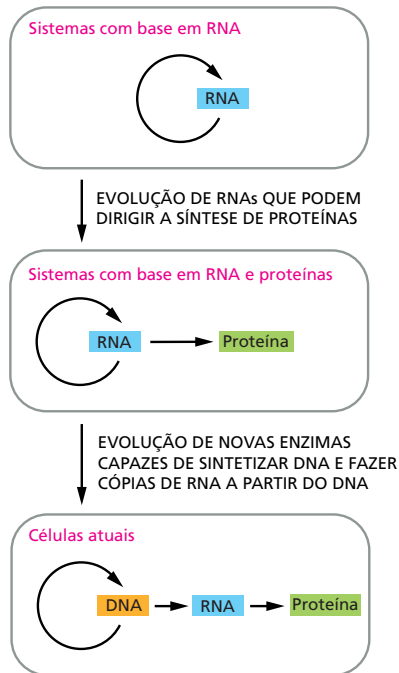 Sistemas com base em RNA
RNA
EVOLUÇÃO DE RNAs QUE PODEM
DIRIGIR A SÍNTESE DE PROTEÍNAS
Sistemas com base em RNA e proteínas
RNA Proteína
EVOLUÇÃO DE NOVAS ENZIMAS
CAPAZES DE SINTETIZAR DNA E FAZER
CÓPIAS DE RNA A PARTIR DO DNA
Células atuais
DNA RNA Proteína